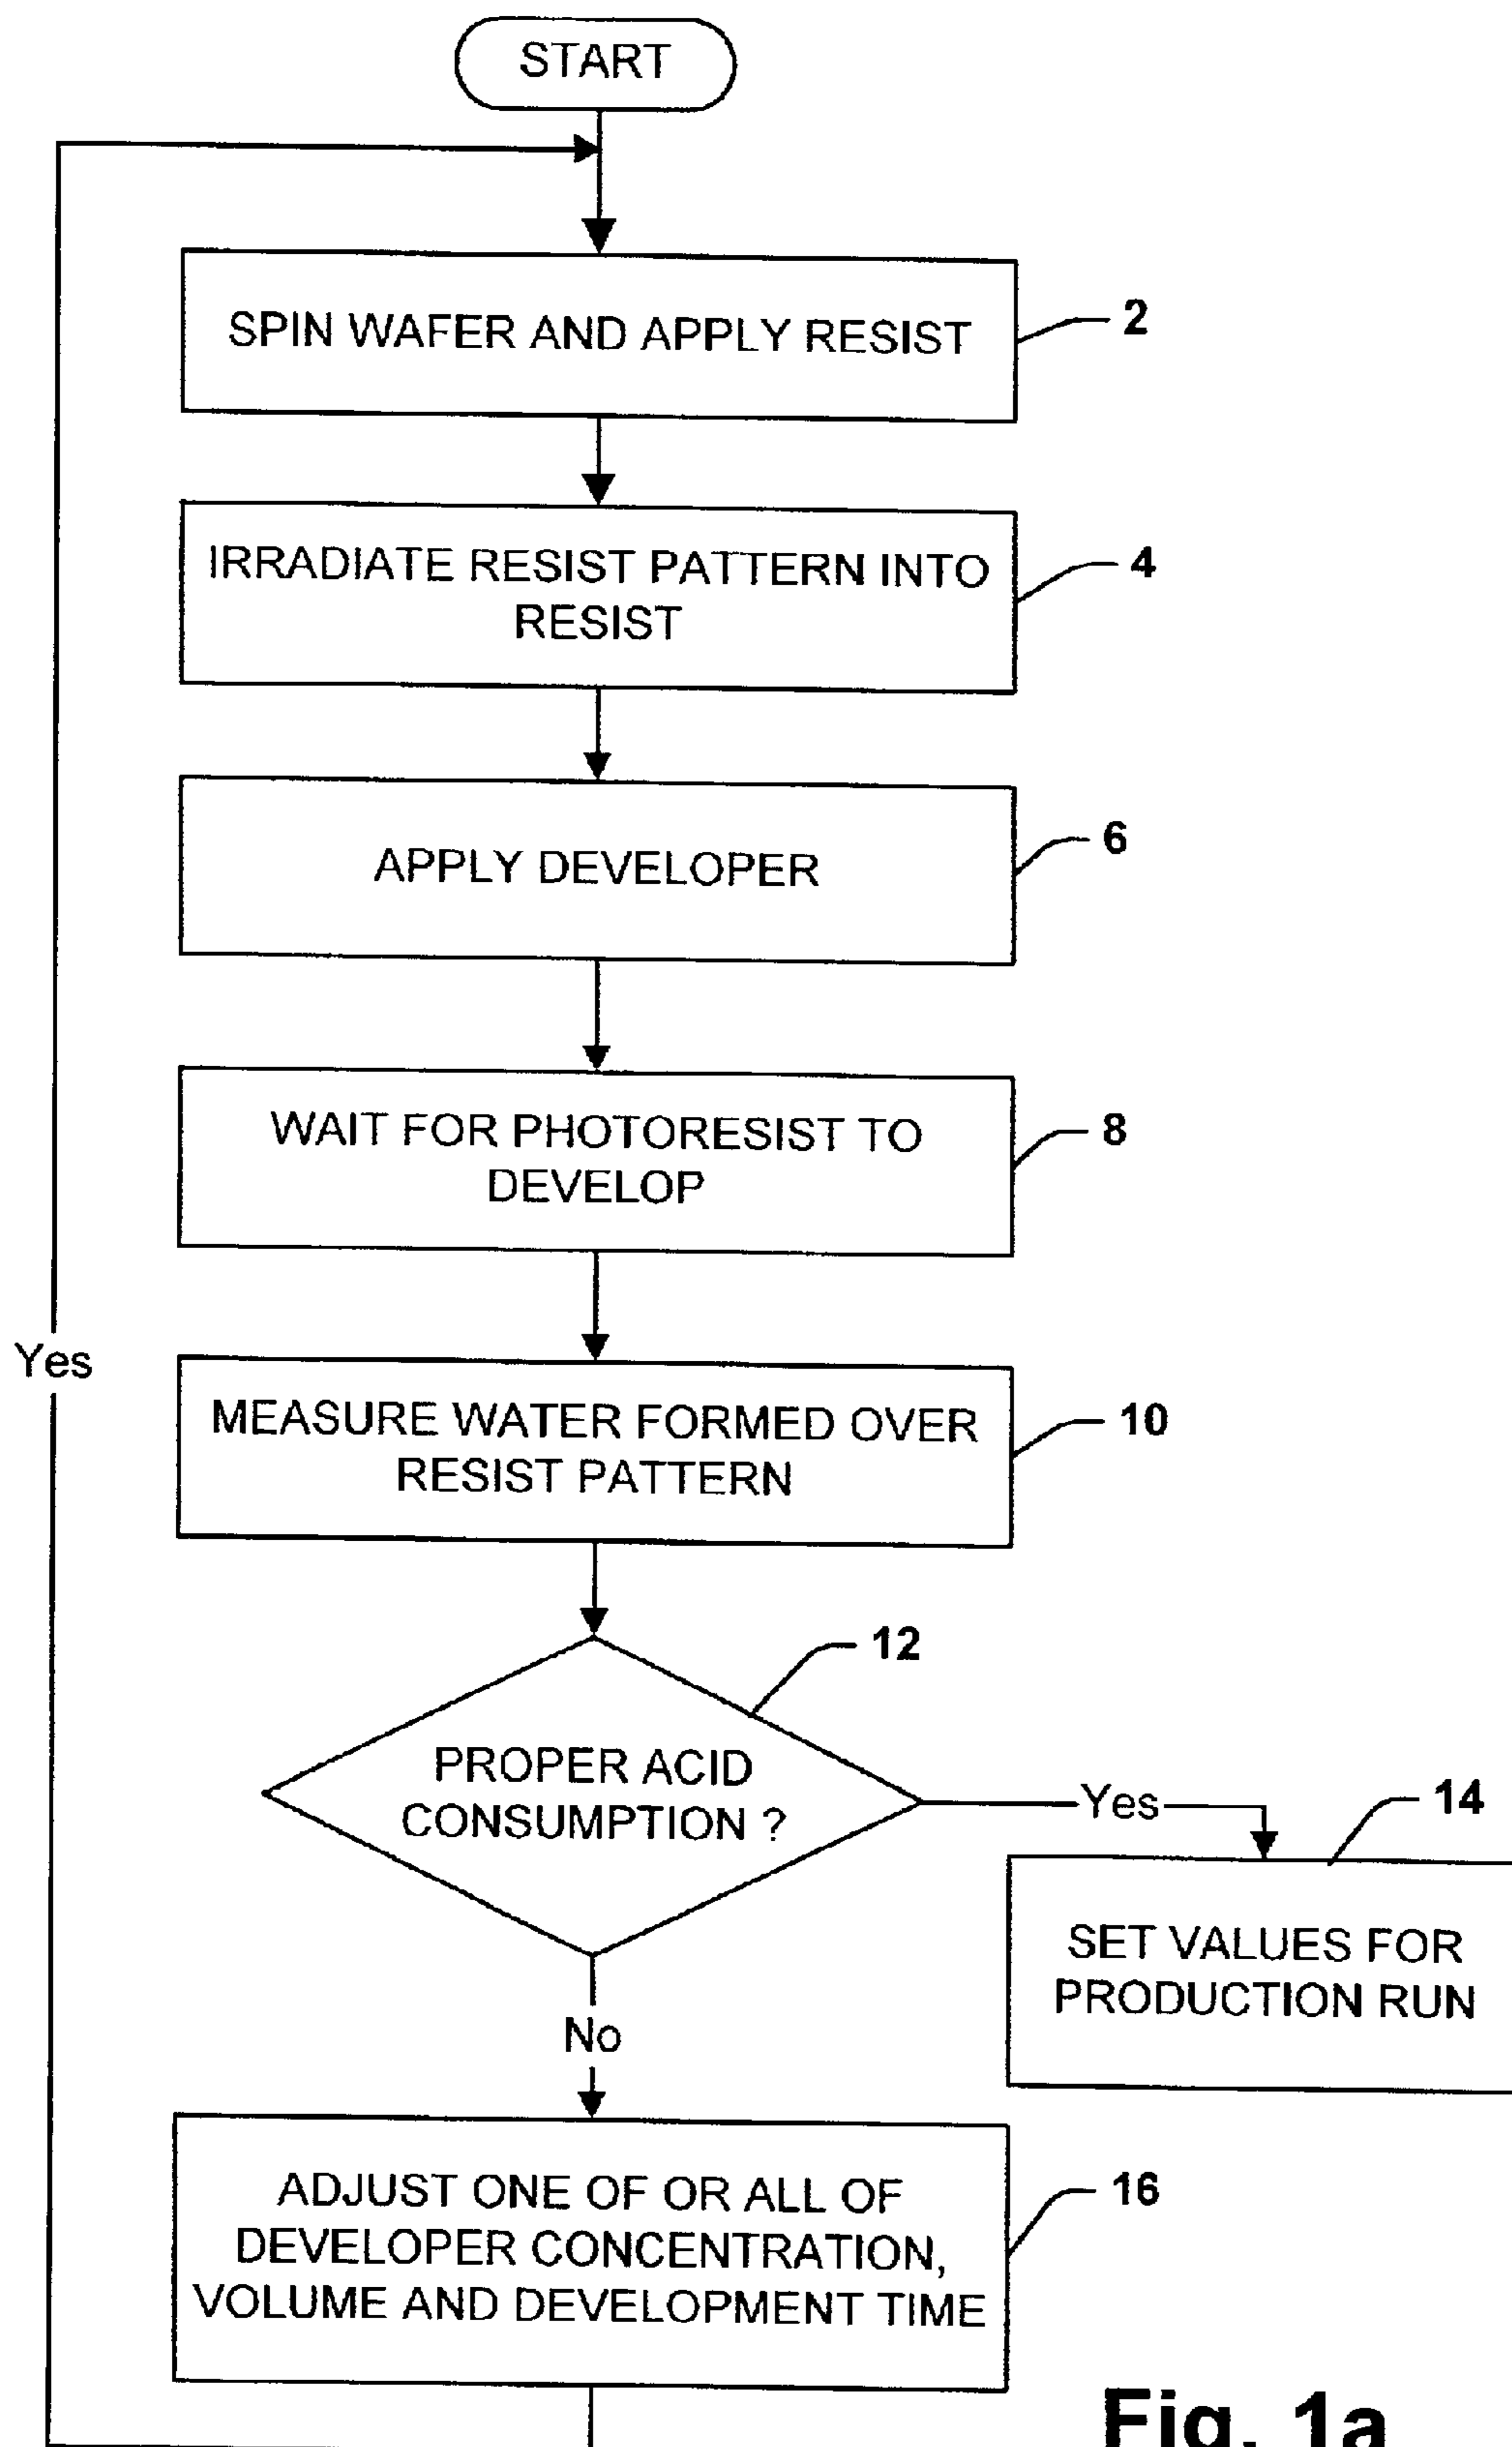 START
SPIN WAFER AND APPLY RESIST
2
IRRADIATE RESIST PATTERN INTO
RESIST
4
APPLY DEVELOPER
6
WAIT FOR PHOTORESIST TO
DEVELOP
8
Yes
MEASURE WATER FORMED OVER
RESIST PATTERN
10
12
PROPER ACID
CONSUMPTION ?
Yes
14
SET VALUES FOR
PRODUCTION RUN
No
ADJUST ONE OF OR ALL OF
DEVELOPER CONCENTRATION,
VOLUME AND DEVELOPMENT TIME
16
Fig. 1a